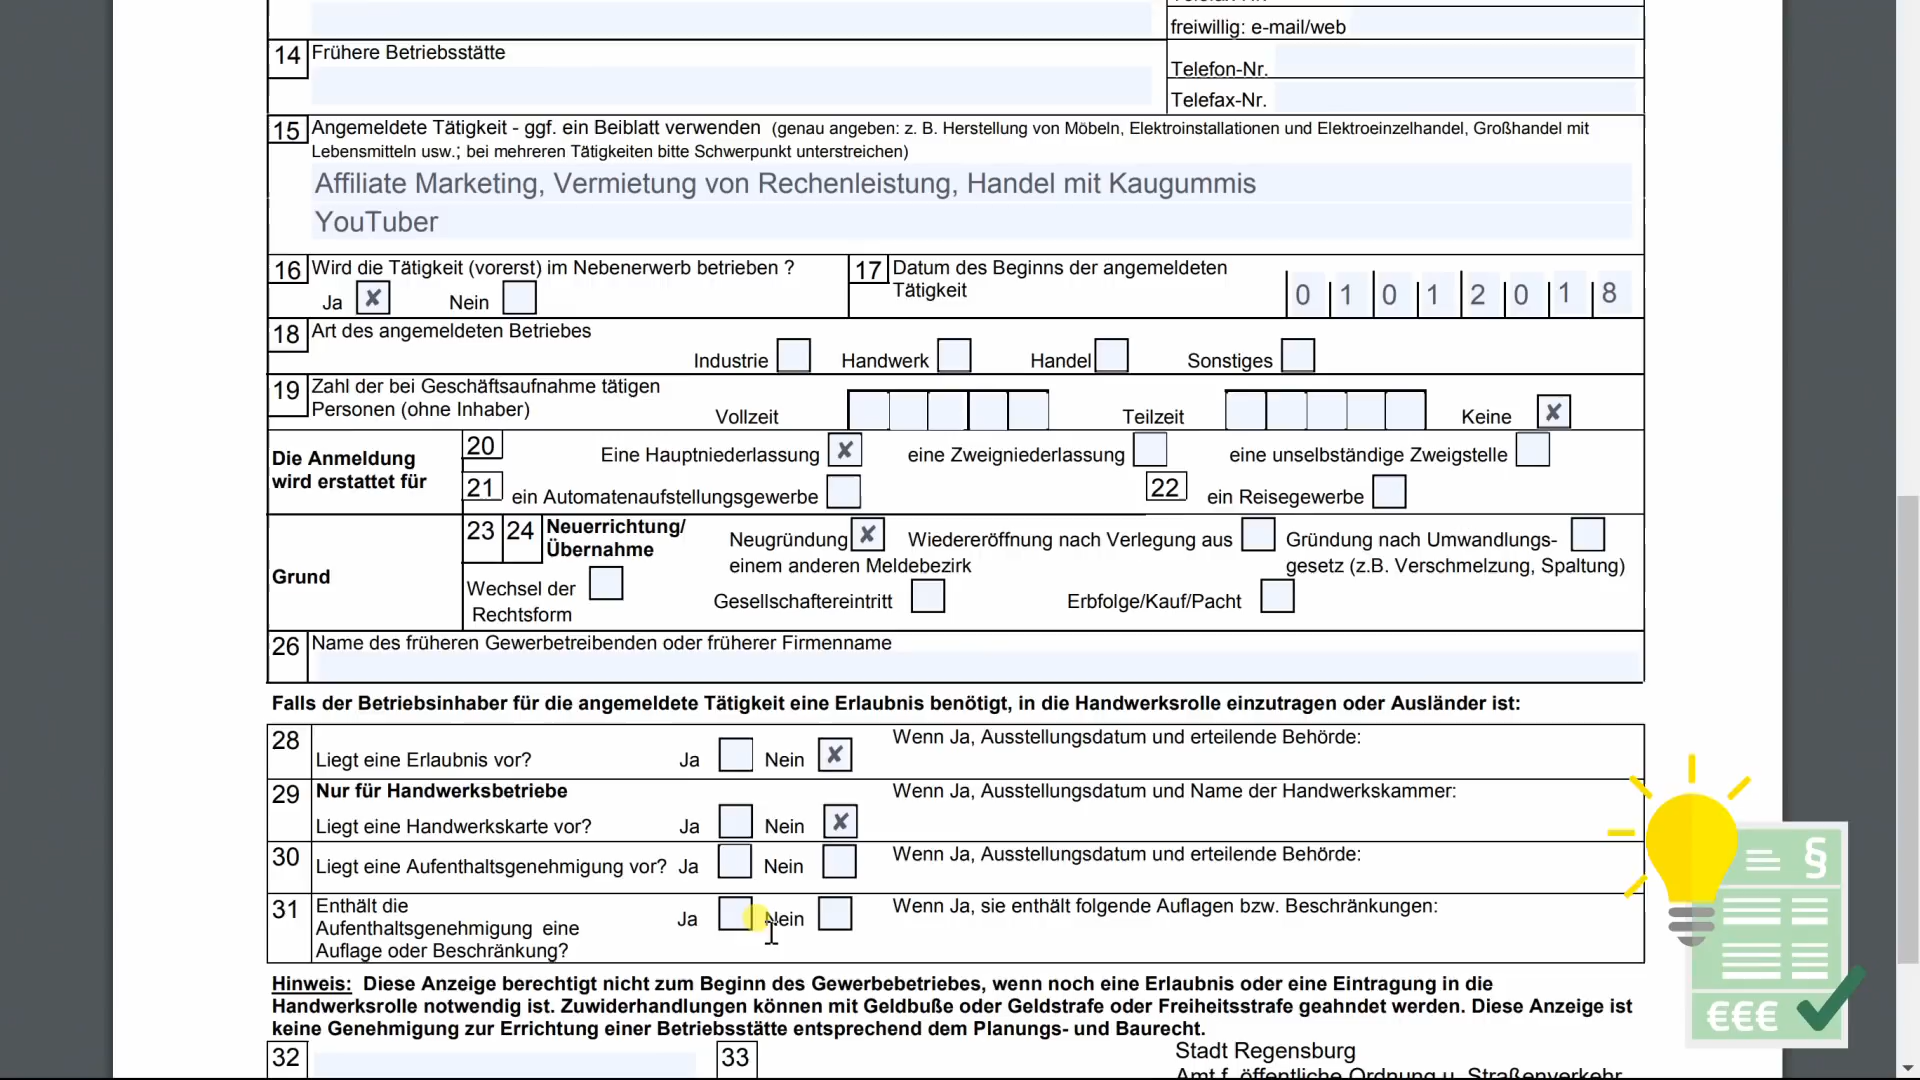 freiwillig: e-mail/web
14 Frühere Betriebsstätte
Telefon-Nr.
Telefax-Nr.
15 Angemeldete Tätigkeit - ggf. ein Beiblatt verwenden (genau angeben: z. B. Herstellung von Möbeln, Elektroinstallationen und Elektroeinzelhandel, Großhandel mit
Lebensmitteln usw.; bei mehreren Tätigkeiten bitte Schwerpunkt unterstreichen)
Affiliate Marketing, Vermietung von Rechenleistung, Handel mit Kaugummis
YouTuber
16 Wird die Tätigkeit (vorerst) im Nebenerwerb betrieben ?
Ja ✘ Nein
17 Datum des Beginns der angemeldeten
Tätigkeit
0 1 0 1 2 0 1 8
18 Art des angemeldeten Betriebes
Industrie Handwerk Handel Sonstiges
19 Zahl der bei Geschäftsaufnahme tätigen
Personen (ohne Inhaber) Vollzeit Teilzeit Keine ✘
Die Anmeldung
wird erstattet für
20 Eine Hauptniederlassung ✘ eine Zweigniederlassung eine unselbständige Zweigstelle
21 ein Automatenaufstellungsgewerbe 22 ein Reisegewerbe
Grund
23 24 Neuerrichtung/
Übernahme
Neugründung ✘ Wiedereröffnung nach Verlegung aus
einem anderen Meldebezirk
Gründung nach Umwandlungs-
gesetz (z.B. Verschmelzung, Spaltung)
Wechsel der
Rechtsform
Gesellschaftereintritt Erbfolge/Kauf/Pacht
26 Name des früheren Gewerbetreibenden oder früherer Firmenname
Falls der Betriebsinhaber für die angemeldete Tätigkeit eine Erlaubnis benötigt, in die Handwerksrolle einzutragen oder Ausländer ist:
28 Liegt eine Erlaubnis vor? Ja Nein ✘ Wenn Ja, Ausstellungsdatum und erteilende Behörde:
29 Nur für Handwerksbetriebe Wenn Ja, Ausstellungsdatum und Name der Handwerkskammer:
Liegt eine Handwerkskarte vor? Ja Nein ✘
30 Liegt eine Aufenthaltsgenehmigung vor? Ja Nein Wenn Ja, Ausstellungsdatum und erteilende Behörde:
31 Enthält die
Aufenthaltsgenehmigung eine
Auflage oder Beschränkung?
Ja Nein Wenn Ja, sie enthält folgende Auflagen bzw. Beschränkungen:
Hinweis: Diese Anzeige berechtigt nicht zum Beginn des Gewerbebetriebes, wenn noch eine Erlaubnis oder eine Eintragung in die
Handwerksrolle notwendig ist. Zuwiderhandlungen können mit Geldbuße oder Geldstrafe oder Freiheitsstrafe geahndet werden. Diese Anzeige ist
keine Genehmigung zur Errichtung einer Betriebsstätte entsprechend dem Planungs- und Baurecht.
32 33
Stadt Regensburg
Amt f. öffentliche Ordnung u. Straßenverkehr
§
€€€